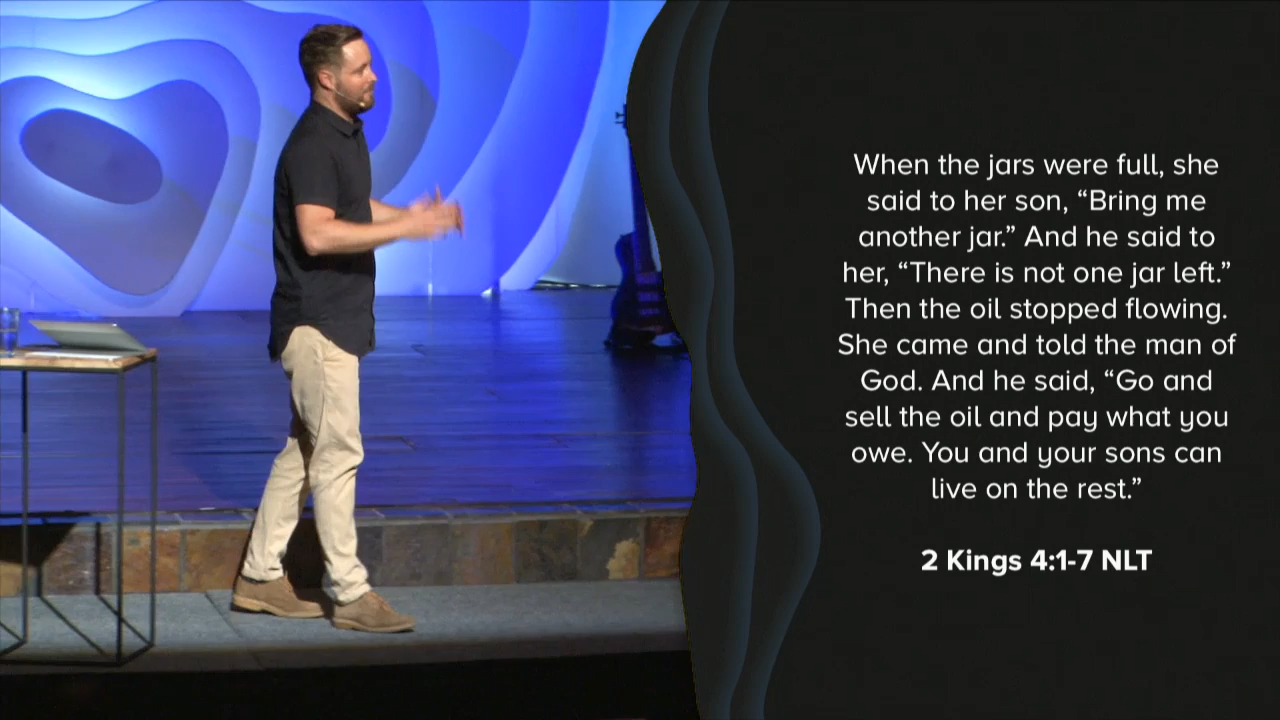 When the jars were full, she
said to her son, “Bring me
another jar.” And he said to
her, “There is not one jar left.”
Then the oil stopped flowing.
She came and told the man of
God. And he said, “Go and
sell the oil and pay what you
owe. You and your sons can
live on the rest.”
2 Kings 4:1-7 NLT